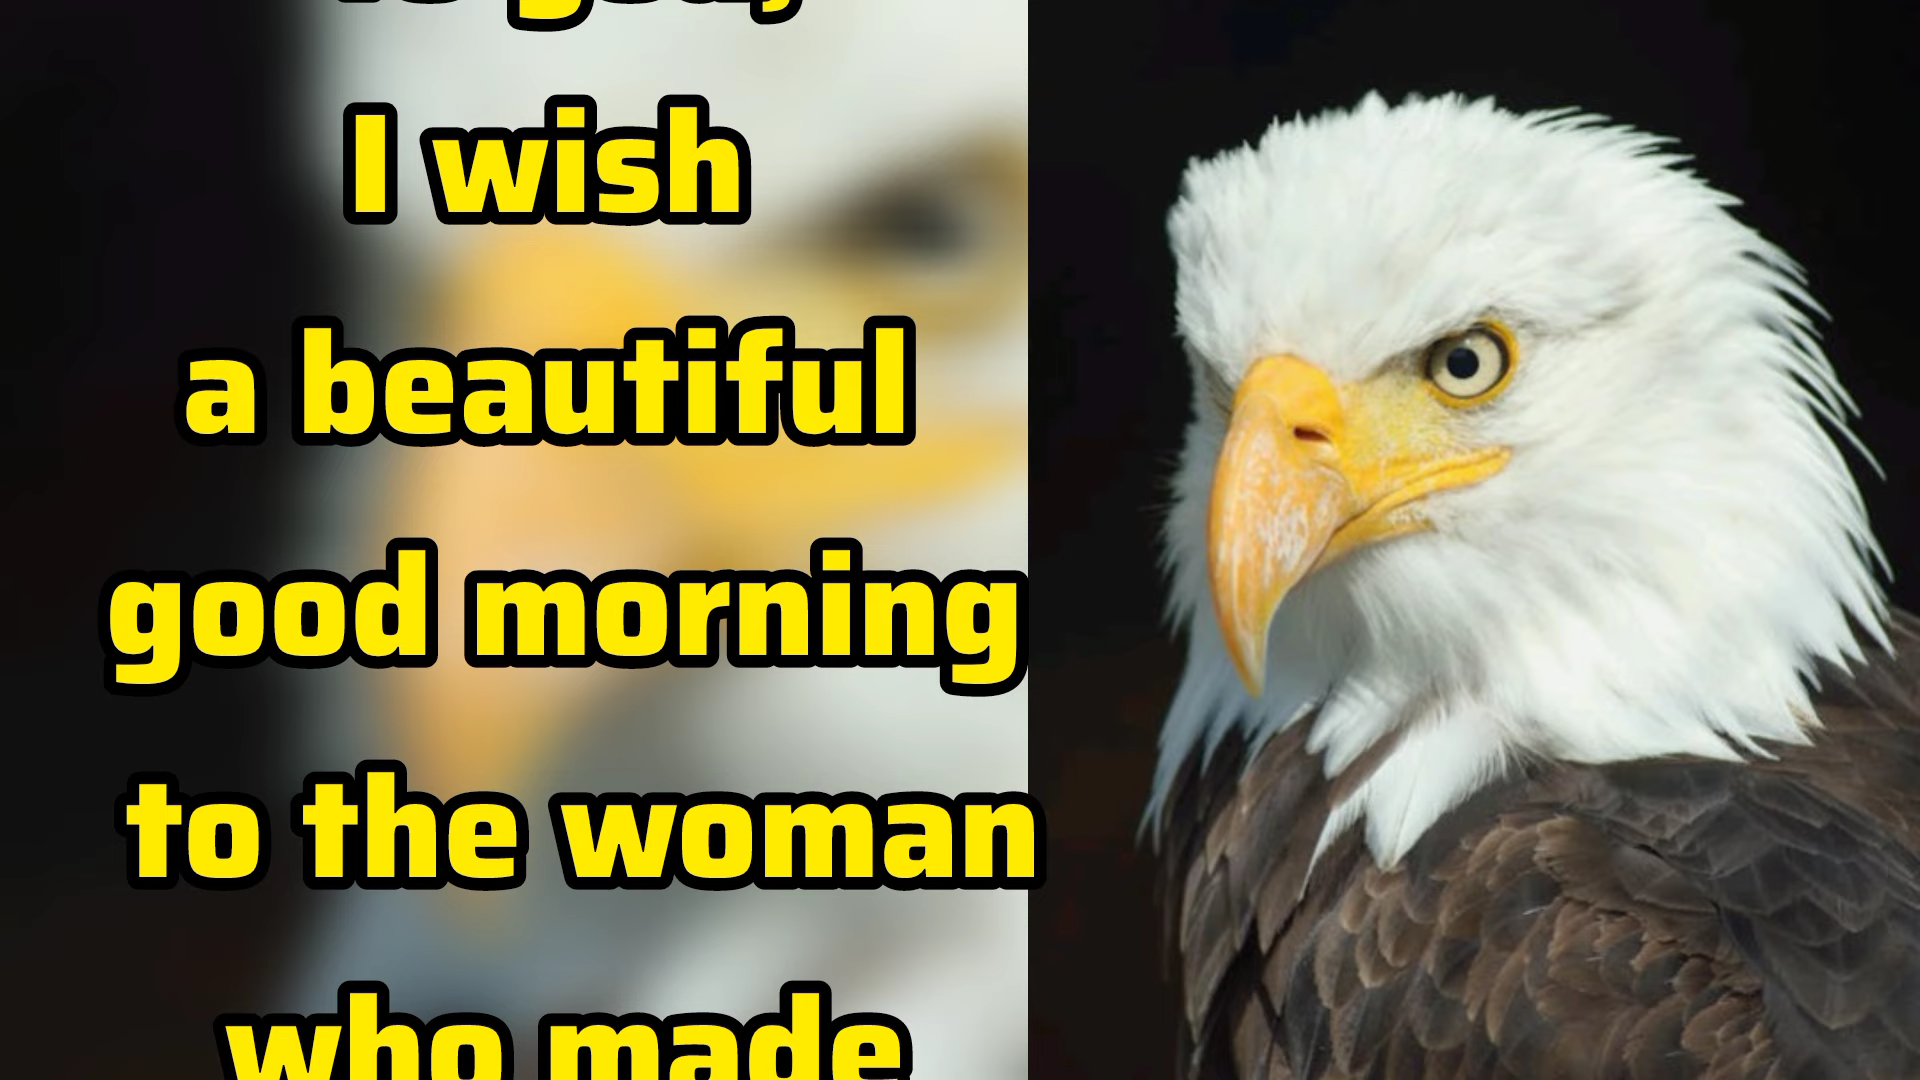 I wish
a beautiful
good morning
to the woman
who made